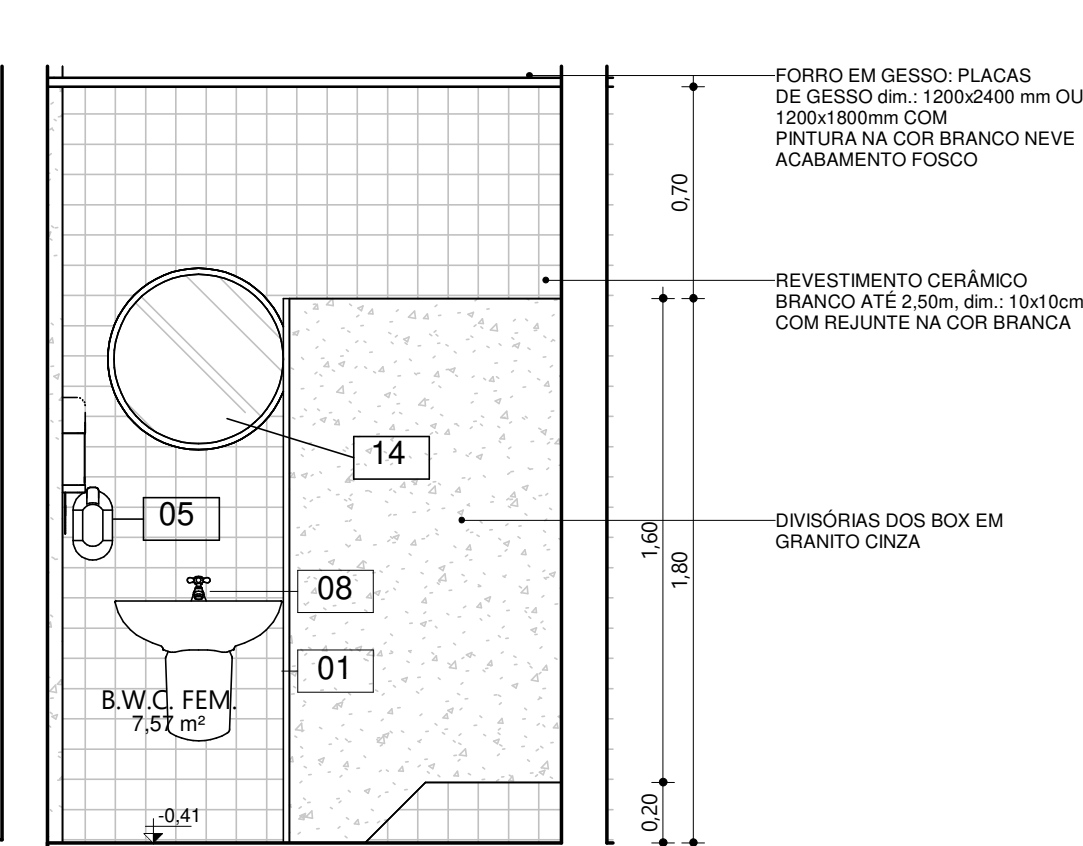 FORRO EM GESSO: PLACAS
DE GESSO dim.: 1200x2400 mm OU
1200x1800mm COM
PINTURA NA COR BRANCO NEVE
ACABAMENTO FOSCO
0,70
REVESTIMENTO CERÂMICO
BRANCO ATÉ 2,50m, dim.: 10x10cm
COM REJUNTE NA COR BRANCA
14
05
DIVISÓRIAS DOS BOX EM
GRANITO CINZA
1,60
1,80
08
01
B.W.C. FEM.
7,57 m²
-0,41
0,20